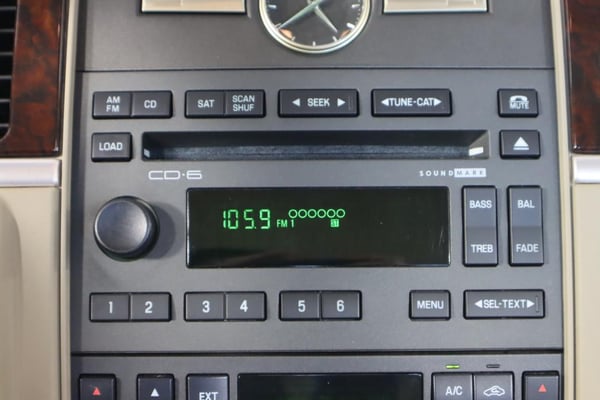 AM FM CD SAT SCAN SHUF ◄ SEEK ► ◄TUNE-CAT► MUTE
LOAD
CD·6 SOUNDMARK
105.9 FM 1
BASS BAL
TREB FADE
1 2 3 4 5 6 MENU ◄SEL-TEXT►
EXT A/C